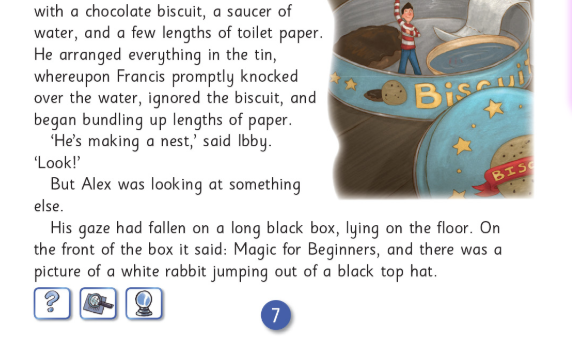 with a chocolate biscuit, a saucer of
water, and a few lengths of toilet paper.
He arranged everything in the tin,
whereupon Francis promptly knocked
over the water, ignored the biscuit, and
began bundling up lengths of paper.
‘He’s making a nest,’ said Ibby.
‘Look!’
But Alex was looking at something
else.
His gaze had fallen on a long black box, lying on the floor. On
the front of the box it said: Magic for Beginners, and there was a
picture of a white rabbit jumping out of a black top hat.
?
7